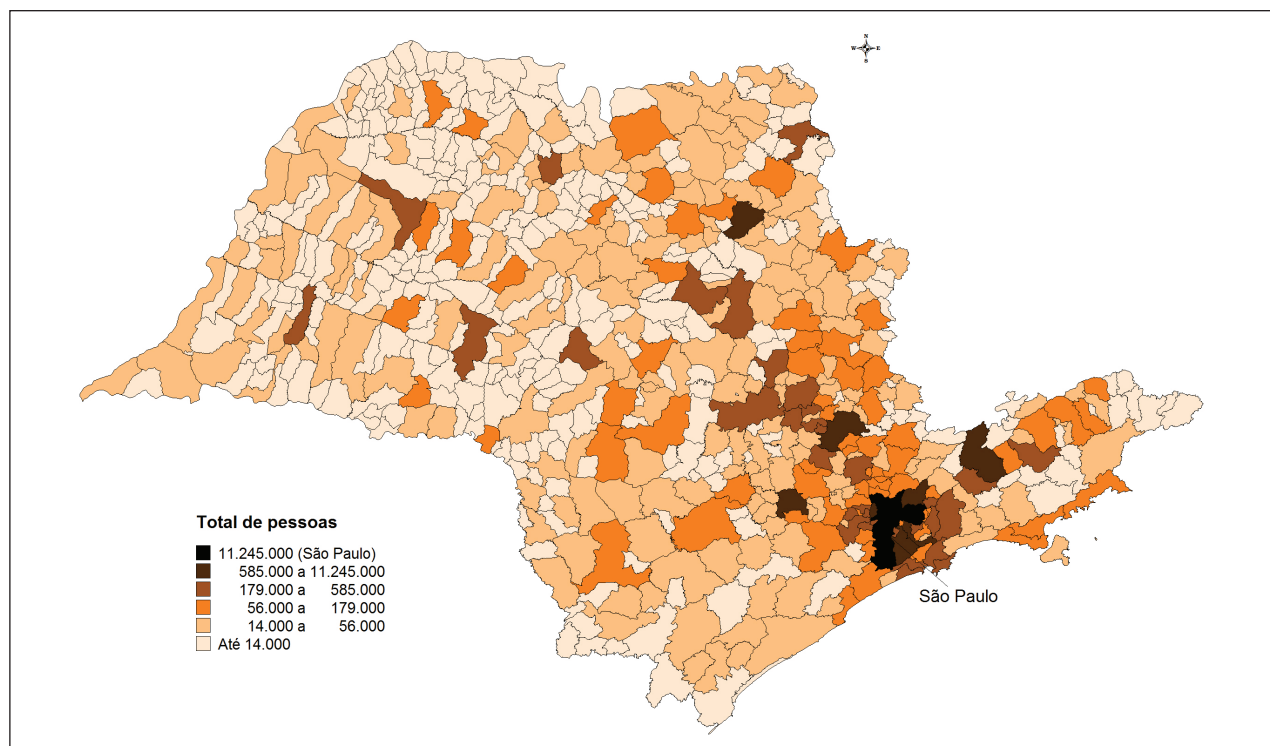 N
W E
S
Total de pessoas
11.245.000 (São Paulo)
585.000 a 11.245.000
179.000 a 585.000
56.000 a 179.000
14.000 a 56.000
Até 14.000
São Paulo